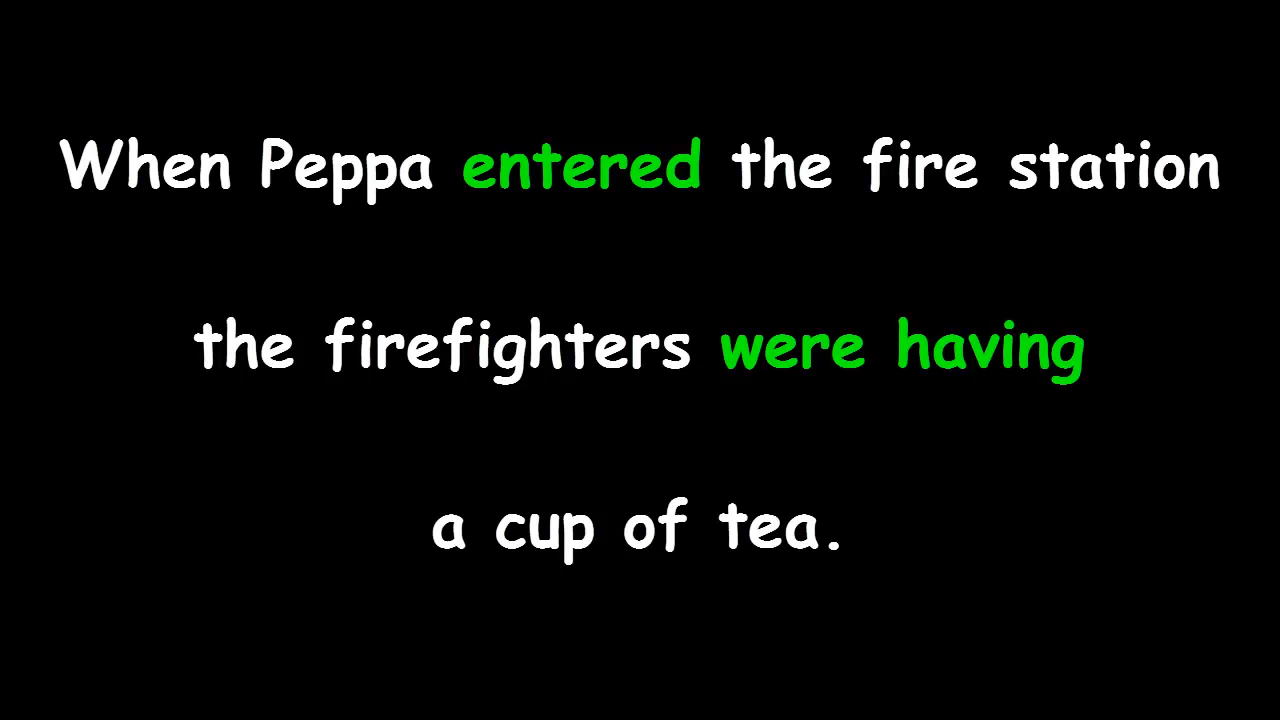 When Peppa entered the fire station
the firefighters were having
a cup of tea.